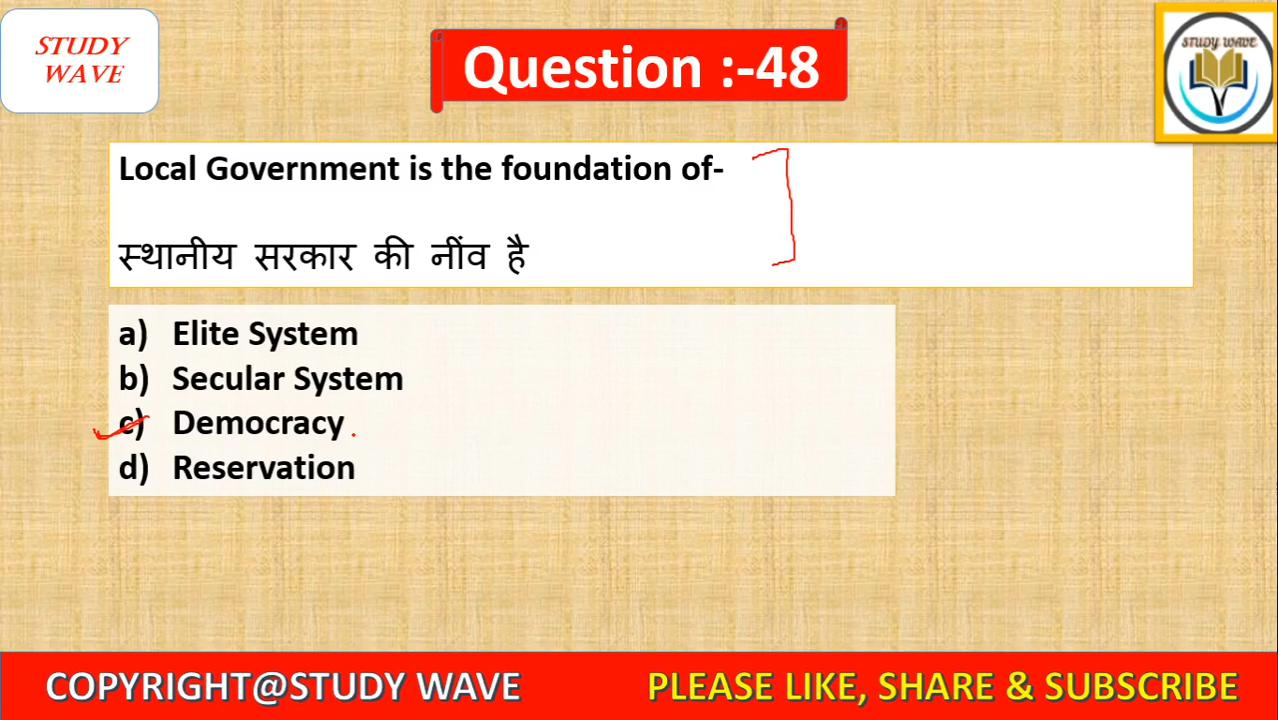 STUDY
WAVE
Question :-48
STUDY WAVE
Local Government is the foundation of-
स्थानीय सरकार की नींव है
a) Elite System
b) Secular System
c) Democracy
d) Reservation
COPYRIGHT@STUDY WAVE
PLEASE LIKE, SHARE & SUBSCRIBE